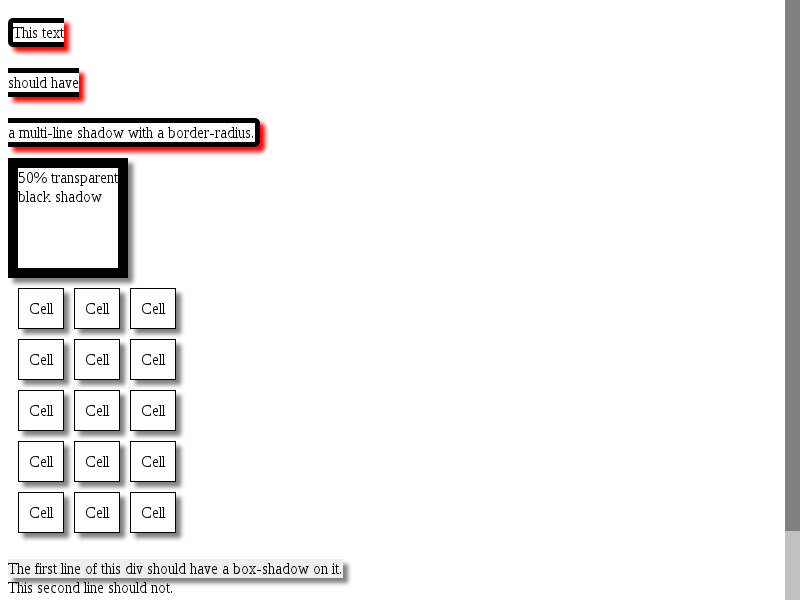 This text
should have
a multi-line shadow with a border-radius.
50% transparent
black shadow
Cell Cell Cell
Cell Cell Cell
Cell Cell Cell
Cell Cell Cell
Cell Cell Cell
The first line of this div should have a box-shadow on it.
This second line should not.